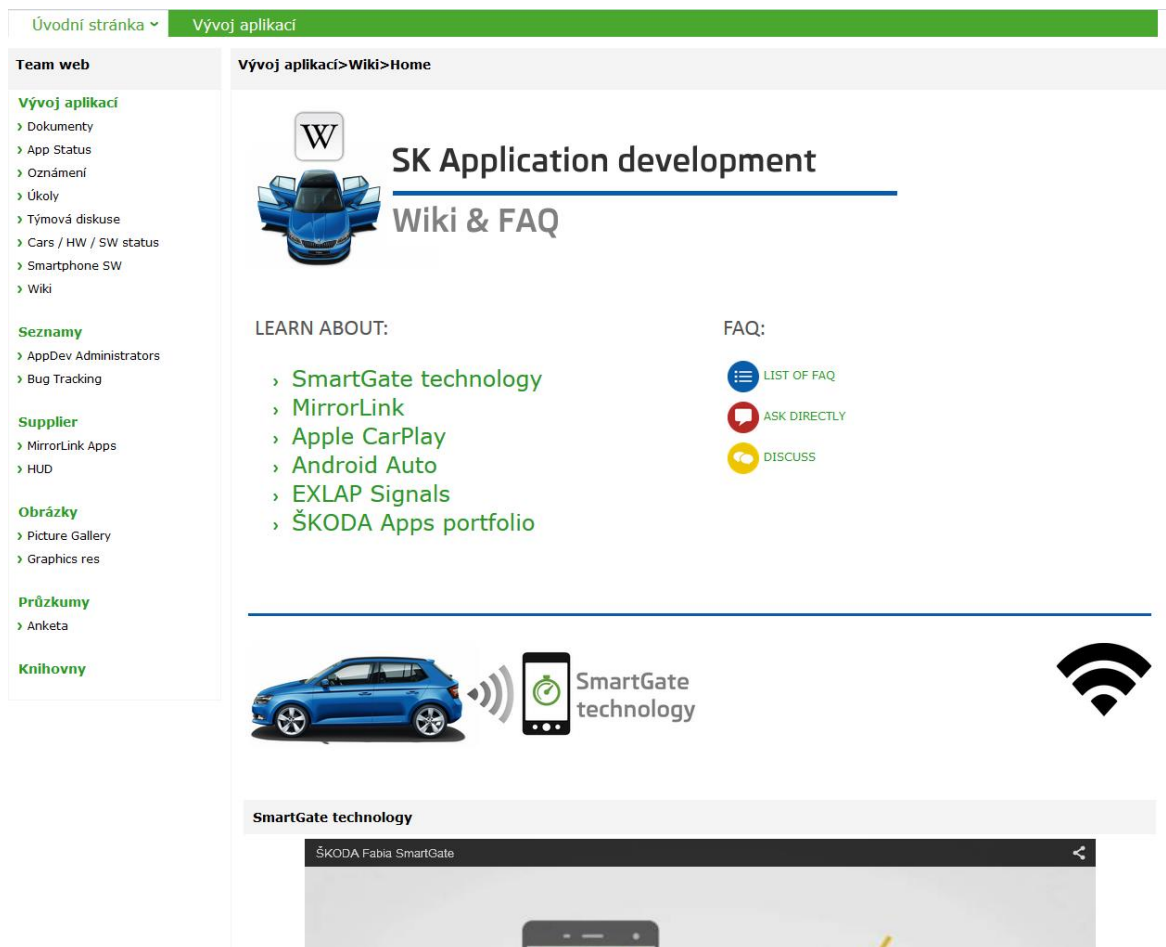 Úvodní stránka
Vývoj aplikací
Team web
Vývoj aplikací
Dokumenty
App Status
Oznámení
Úkoly
Týmová diskuse
Cars / HW / SW status
Smartphone SW
Wiki
Seznamy
AppDev Administrators
Bug Tracking
Supplier
MirrorLink Apps
HUD
Obrázky
Picture Gallery
Graphics res
Průzkumy
Anketa
Knihovny
Vývoj aplikací>Wiki>Home
W
SK Application development
Wiki & FAQ
LEARN ABOUT:
› SmartGate technology
› MirrorLink
› Apple CarPlay
› Android Auto
› EXLAP Signals
› ŠKODA Apps portfolio
FAQ:
LIST OF FAQ
ASK DIRECTLY
DISCUSS
SmartGate
technology
SmartGate technology
ŠKODA Fabia SmartGate